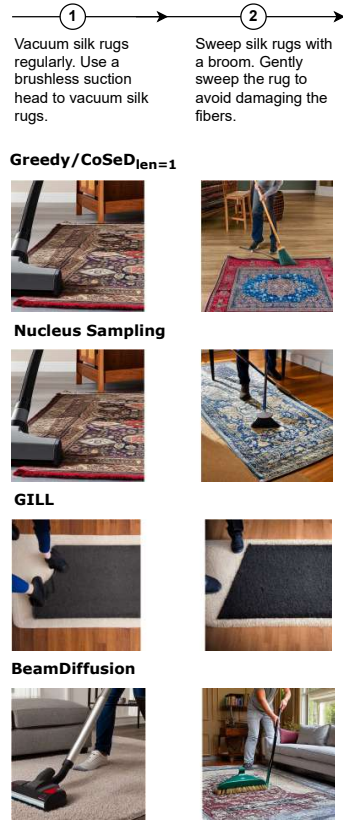 1
2
Vacuum silk rugs
regularly. Use a
brushless suction
head to vacuum silk
rugs.
Sweep silk rugs with
a broom. Gently
sweep the rug to
avoid damaging the
fibers.
Greedy/CoSeDlen=1
Nucleus Sampling
GILL
BeamDiffusion